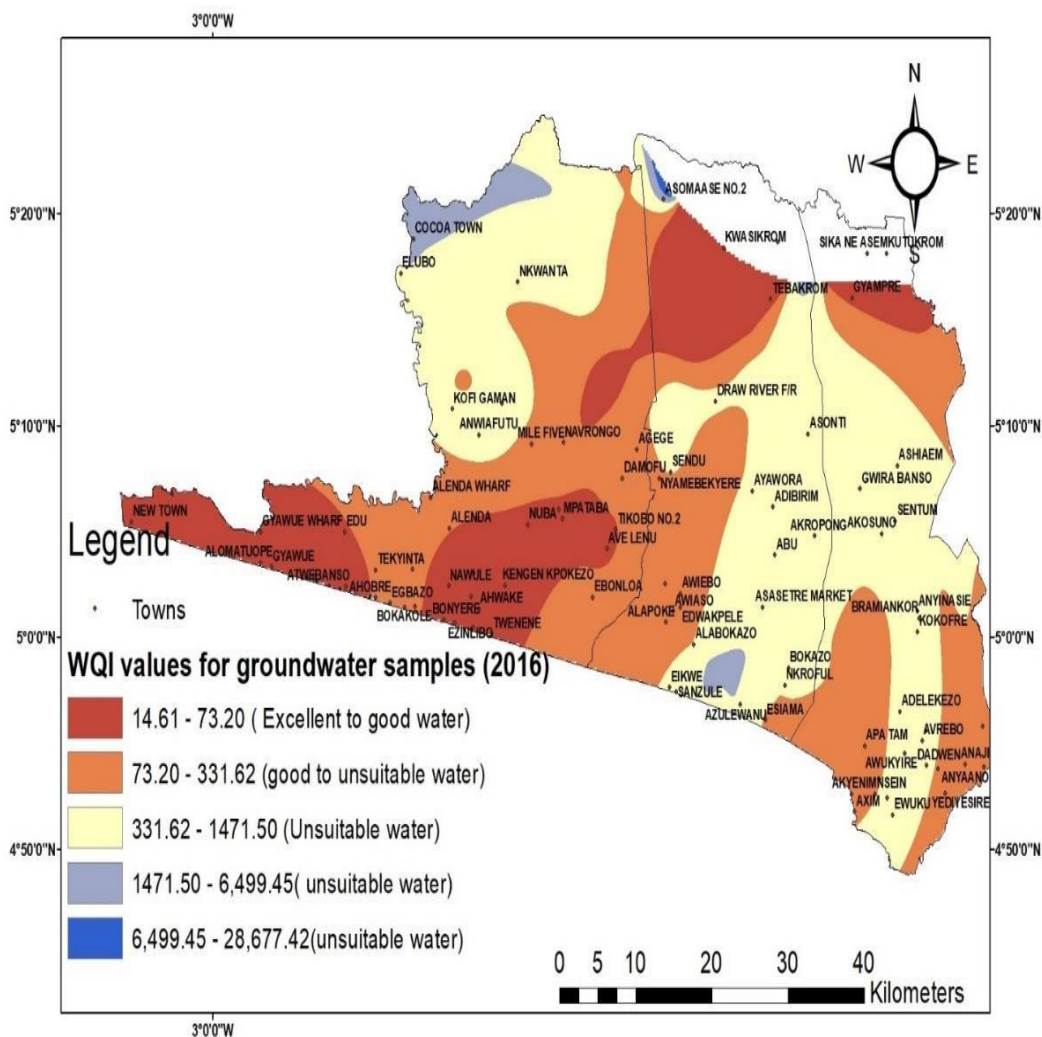 3°0'0"W
N
W
E
S
5°20'0"N
5°20'0"N
ASOMAASE NO.2
COCOA TOWN
KWASIKROM
SIKA NE ASEMKUTUKROM
ELUBO
NKWANTA
TEBAKROM
GYAMPRE
KOFI GAMAN
DRAW RIVER F/R
5°10'0"N
5°10'0"N
ANWIAFUTU
MILE FIVE
NAVRONGO
AGEGE
ASONTI
DAMOFU
SENDU
ASHIAEM
NYAMEBEKYERE
AYAWORA
GWIRA BANSO
ALENDA WHARF
ADIBIRIM
NEW TOWN
GYAWUE WHARF EDU
ALENDA
NUBA
MPATABA
TIKOBO NO.2
AKROPONG
AKOSUNO
SENTUM
Legend
ALOMATUOPE
GYAWUE
AVE LENU
ABU
TEKYINTA
ATWEBANSO
NAWULE
KENGEN KPOKEZO
AWIEBO
Towns
AHOBRE
EGBAZO
AHWAKE
EBONLOA
AWIASO
ASASETRE MARKET
ANYINASIE
BOKAKOLE
BONYERE
ALAPOKE
EDWAKPELE
BRAMIANKOR
KOKOFRE
5°0'0"N
5°0'0"N
EZINLIBO
TWENENE
ALABOKAZO
WQI values for groundwater samples (2016)
BOKAZO
NKROFUL
EIKWE
SANZULE
14.61 - 73.20 ( Excellent to good water)
AZULEWANU
ESIAMA
ADELEKEZO
73.20 - 331.62 (good to unsuitable water)
APA TAM
AVREBO
AWUKYIRE
DADWEN
ANAJI
AKYENIMNSEIN
ANYAANO
AXIM
EWUKU
YEDIYESIRE
331.62 - 1471.50 (Unsuitable water)
4°50'0"N
4°50'0"N
1471.50 - 6,499.45( unsuitable water)
6,499.45 - 28,677.42(unsuitable water)
0 5 10 20 30 40
Kilometers
3°0'0"W